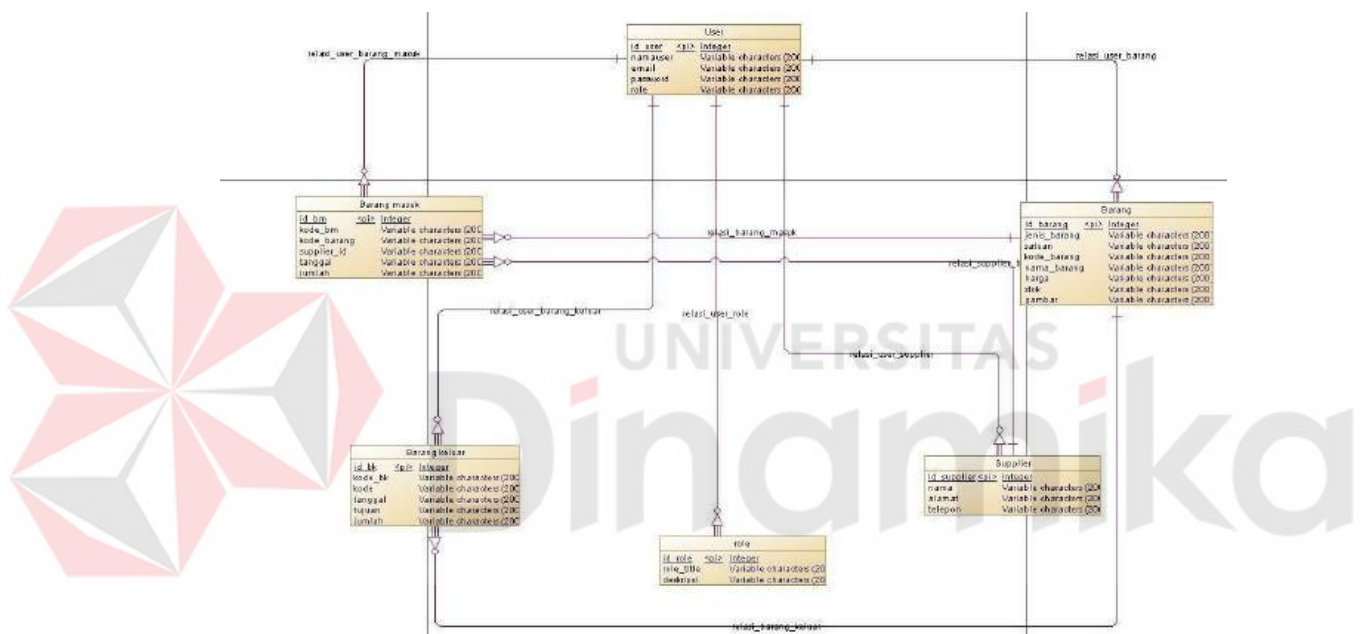 User
id_user <pi> Integer
namauser Variable characters (200
email Variable characters (200
password Variable characters (200
role Variable characters (200
relasi_user_barang_masuk
relasi_user_barang
Barang masuk
id_bm <pi> Integer
kode_bm Variable characters (200
kode_barang Variable characters (200
supplier_id Variable characters (200
tanggal Variable characters (200
jumlah Variable characters (200
Barang
id_barang <pi> Integer
jenis_barang Variable characters (200
satuan Variable characters (200
kode_barang Variable characters (200
nama_barang Variable characters (200
harga Variable characters (200
stok Variable characters (200
gambar Variable characters (200
relasi_barang_masuk
relasi_supplier_b
relasi_user_barang_keluar
relasi_user_role
relasi_user_supplier
UNIVERSITAS
Dinamika
Barang keluar
id_bk <pi> Integer
kode_bk Variable characters (200
kode Variable characters (200
tanggal Variable characters (200
tujuan Variable characters (200
jumlah Variable characters (200
Supplier
id_supplier <pi> Integer
nama Variable characters (20
alamat Variable characters (20
telepon Variable characters (20
role
id_role <pi> Integer
role_title Variable characters (20
deskripsi Variable characters (20
relasi_barang_keluar